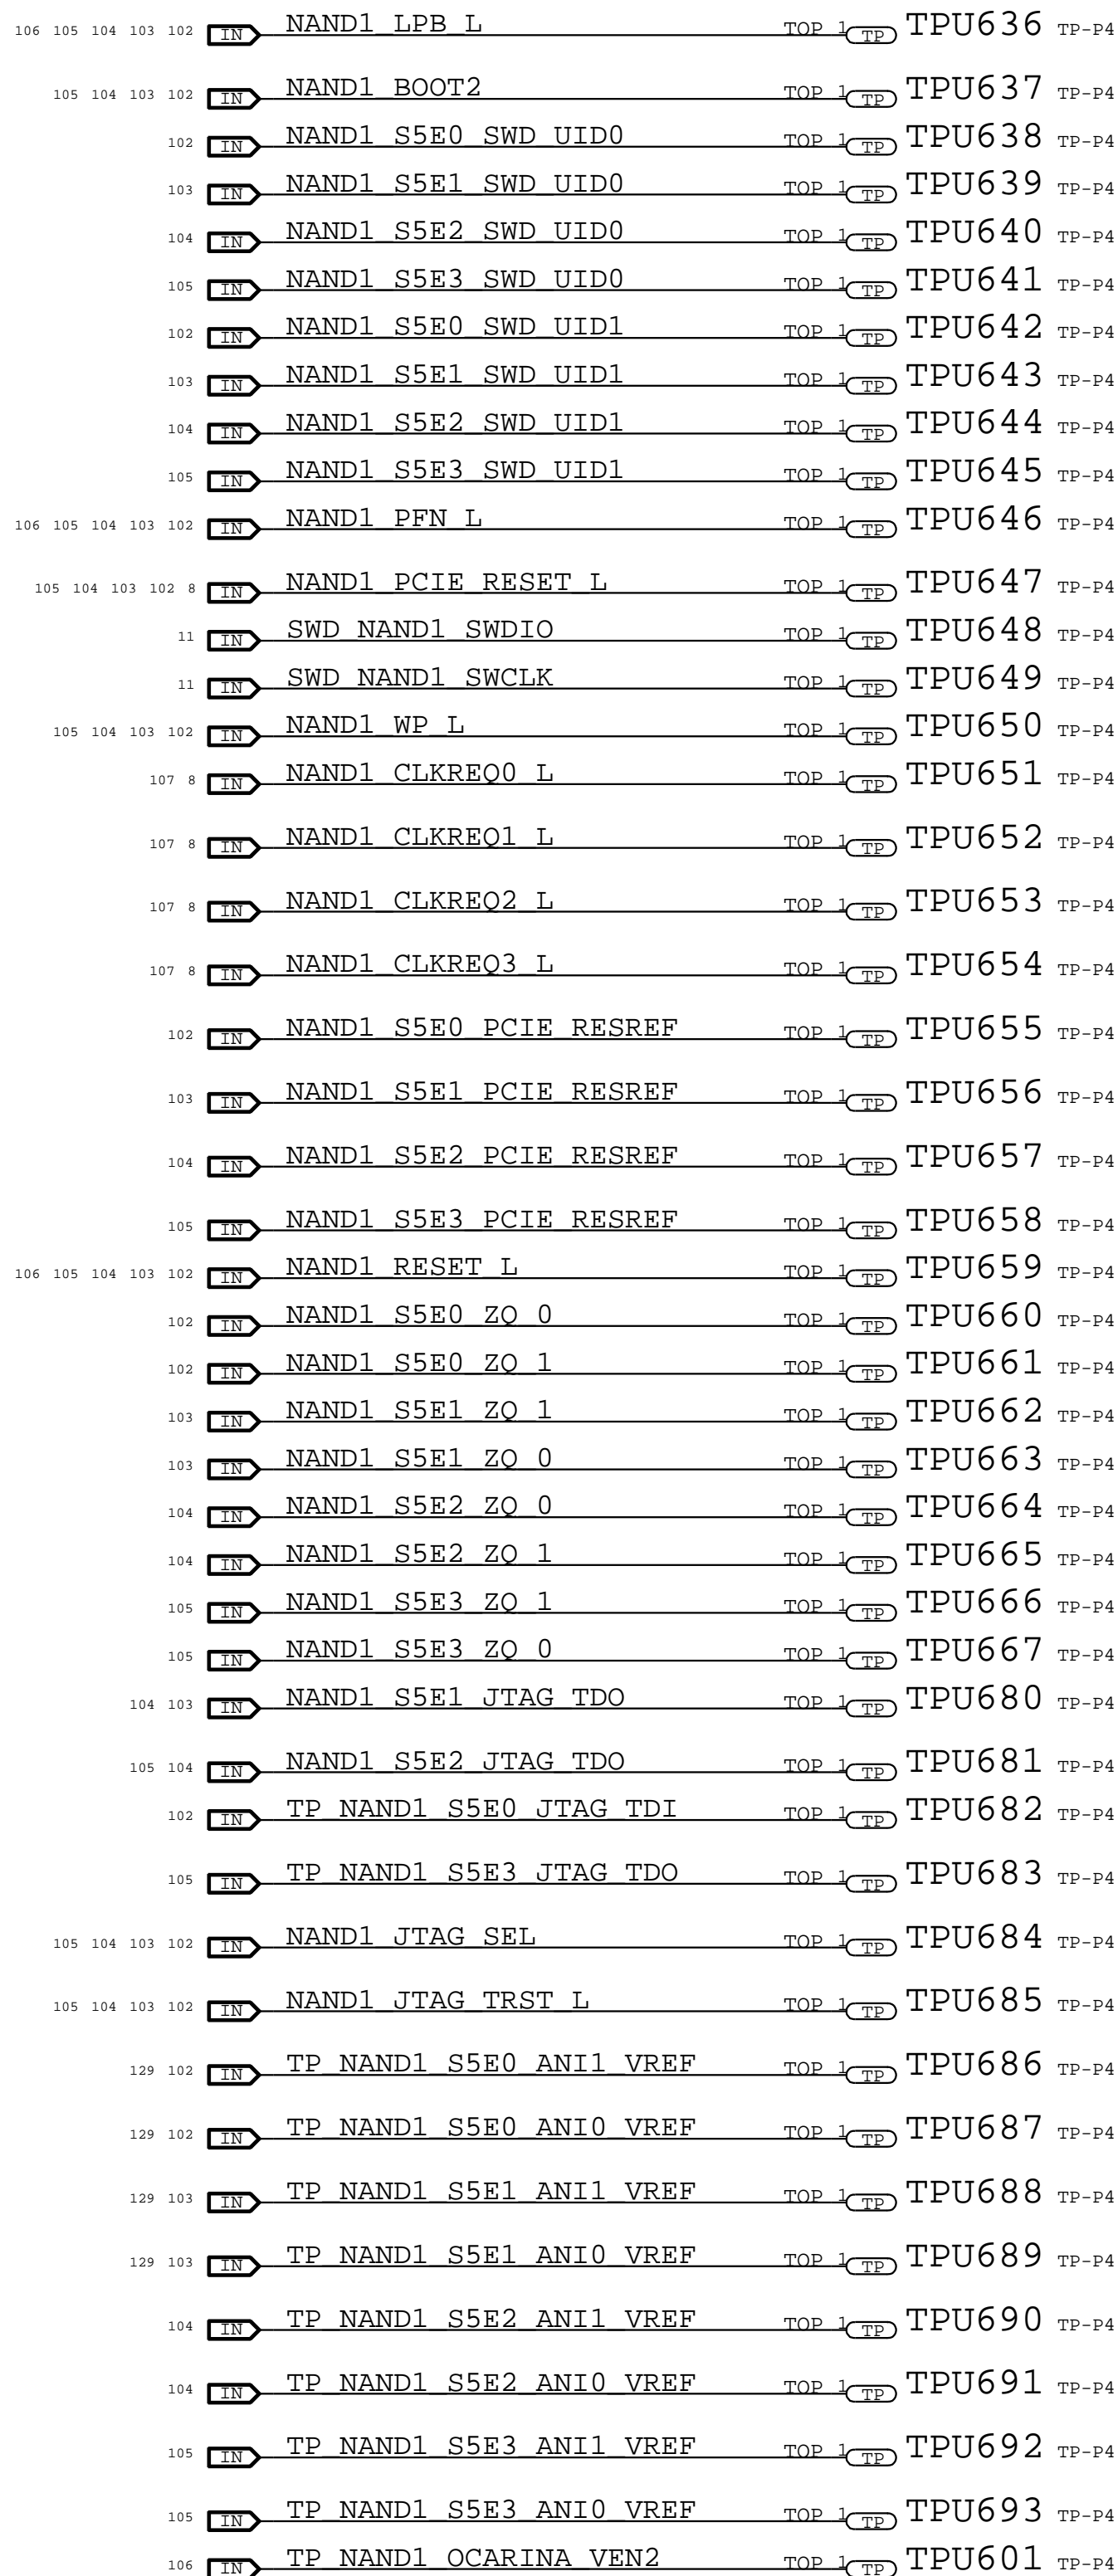 106 105 104 103 102 IN NAND1_LPB_L TOP 1 TP TPU636 TP-P4
105 104 103 102 IN NAND1_BOOT2 TOP 1 TP TPU637 TP-P4
102 IN NAND1_S5E0_SWD_UID0 TOP 1 TP TPU638 TP-P4
103 IN NAND1_S5E1_SWD_UID0 TOP 1 TP TPU639 TP-P4
104 IN NAND1_S5E2_SWD_UID0 TOP 1 TP TPU640 TP-P4
105 IN NAND1_S5E3_SWD_UID0 TOP 1 TP TPU641 TP-P4
102 IN NAND1_S5E0_SWD_UID1 TOP 1 TP TPU642 TP-P4
103 IN NAND1_S5E1_SWD_UID1 TOP 1 TP TPU643 TP-P4
104 IN NAND1_S5E2_SWD_UID1 TOP 1 TP TPU644 TP-P4
105 IN NAND1_S5E3_SWD_UID1 TOP 1 TP TPU645 TP-P4
106 105 104 103 102 IN NAND1_PFN_L TOP 1 TP TPU646 TP-P4
105 104 103 102 8 IN NAND1_PCIE_RESET_L TOP 1 TP TPU647 TP-P4
11 IN SWD_NAND1_SWDIO TOP 1 TP TPU648 TP-P4
11 IN SWD_NAND1_SWCLK TOP 1 TP TPU649 TP-P4
105 104 103 102 IN NAND1_WP_L TOP 1 TP TPU650 TP-P4
107 8 IN NAND1_CLKREQ0_L TOP 1 TP TPU651 TP-P4
107 8 IN NAND1_CLKREQ1_L TOP 1 TP TPU652 TP-P4
107 8 IN NAND1_CLKREQ2_L TOP 1 TP TPU653 TP-P4
107 8 IN NAND1_CLKREQ3_L TOP 1 TP TPU654 TP-P4
102 IN NAND1_S5E0_PCIE_RESREF TOP 1 TP TPU655 TP-P4
103 IN NAND1_S5E1_PCIE_RESREF TOP 1 TP TPU656 TP-P4
104 IN NAND1_S5E2_PCIE_RESREF TOP 1 TP TPU657 TP-P4
105 IN NAND1_S5E3_PCIE_RESREF TOP 1 TP TPU658 TP-P4
106 105 104 103 102 IN NAND1_RESET_L TOP 1 TP TPU659 TP-P4
102 IN NAND1_S5E0_ZQ_0 TOP 1 TP TPU660 TP-P4
102 IN NAND1_S5E0_ZQ_1 TOP 1 TP TPU661 TP-P4
103 IN NAND1_S5E1_ZQ_1 TOP 1 TP TPU662 TP-P4
103 IN NAND1_S5E1_ZQ_0 TOP 1 TP TPU663 TP-P4
104 IN NAND1_S5E2_ZQ_0 TOP 1 TP TPU664 TP-P4
104 IN NAND1_S5E2_ZQ_1 TOP 1 TP TPU665 TP-P4
105 IN NAND1_S5E3_ZQ_1 TOP 1 TP TPU666 TP-P4
105 IN NAND1_S5E3_ZQ_0 TOP 1 TP TPU667 TP-P4
104 103 IN NAND1_S5E1_JTAG_TDO TOP 1 TP TPU680 TP-P4
105 104 IN NAND1_S5E2_JTAG_TDO TOP 1 TP TPU681 TP-P4
102 IN TP_NAND1_S5E0_JTAG_TDI TOP 1 TP TPU682 TP-P4
105 IN TP_NAND1_S5E3_JTAG_TDO TOP 1 TP TPU683 TP-P4
105 104 103 102 IN NAND1_JTAG_SEL TOP 1 TP TPU684 TP-P4
105 104 103 102 IN NAND1_JTAG_TRST_L TOP 1 TP TPU685 TP-P4
129 102 IN TP_NAND1_S5E0_ANI1_VREF TOP 1 TP TPU686 TP-P4
129 102 IN TP_NAND1_S5E0_ANI0_VREF TOP 1 TP TPU687 TP-P4
129 103 IN TP_NAND1_S5E1_ANI1_VREF TOP 1 TP TPU688 TP-P4
129 103 IN TP_NAND1_S5E1_ANI0_VREF TOP 1 TP TPU689 TP-P4
104 IN TP_NAND1_S5E2_ANI1_VREF TOP 1 TP TPU690 TP-P4
104 IN TP_NAND1_S5E2_ANI0_VREF TOP 1 TP TPU691 TP-P4
105 IN TP_NAND1_S5E3_ANI1_VREF TOP 1 TP TPU692 TP-P4
105 IN TP_NAND1_S5E3_ANI0_VREF TOP 1 TP TPU693 TP-P4
106 IN TP_NAND1_OCARINA_VEN2 TOP 1 TP TPU601 TP-P4